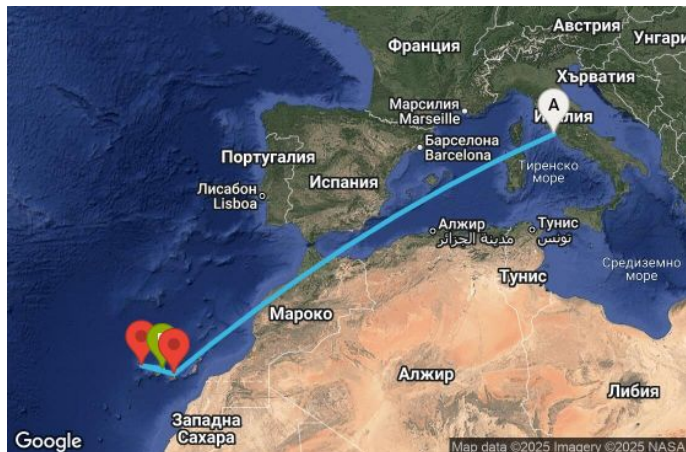 Австрия
Франция
Унгари
Хърватия
A
Италия
Марсилия
Marseille
Барселона
Barcelona
Португалия
Тиренско
море
Испания
Лисабон
Lisboa
Алжир
مدينة الجزائر
Тунис
تونس
Средиземно
море
Тунис
Мароко
Алжир
Либия
Западна
Сахара
Google
Map data ©2025 Imagery ©2025 NASA